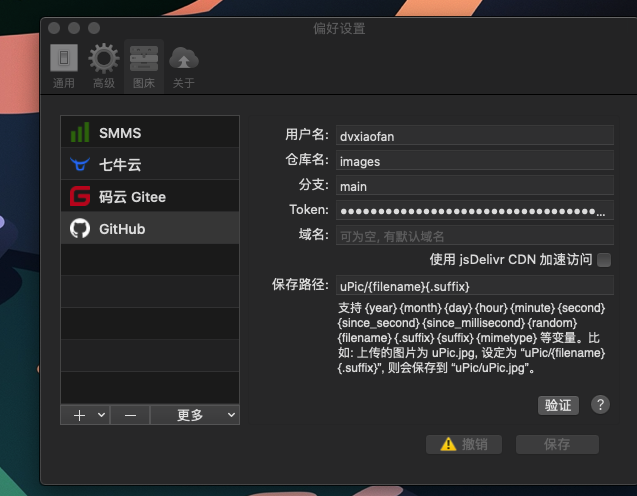 偏好设置
通用 高级 图床 关于
SMMS
七牛云
码云 Gitee
GitHub
更多
用户名: dvxiaofan
仓库名: images
分支: main
Token: ●●●●●●●●●●●●●●●●●●●●●●●●●●●●●●●●●●...
域名: 可为空, 有默认域名
使用 jsDelivr CDN 加速访问
保存路径: uPic/{filename}{.suffix}
支持 {year} {month} {day} {hour} {minute} {second}
{since_second} {since_millisecond} {random}
{filename} {.suffix} {suffix} {mimetype} 等变量。比
如: 上传的图片为 uPic.jpg, 设定为 “uPic/{filename}
{.suffix}”, 则会保存到 “uPic/uPic.jpg”。
验证 ?
撤销 保存